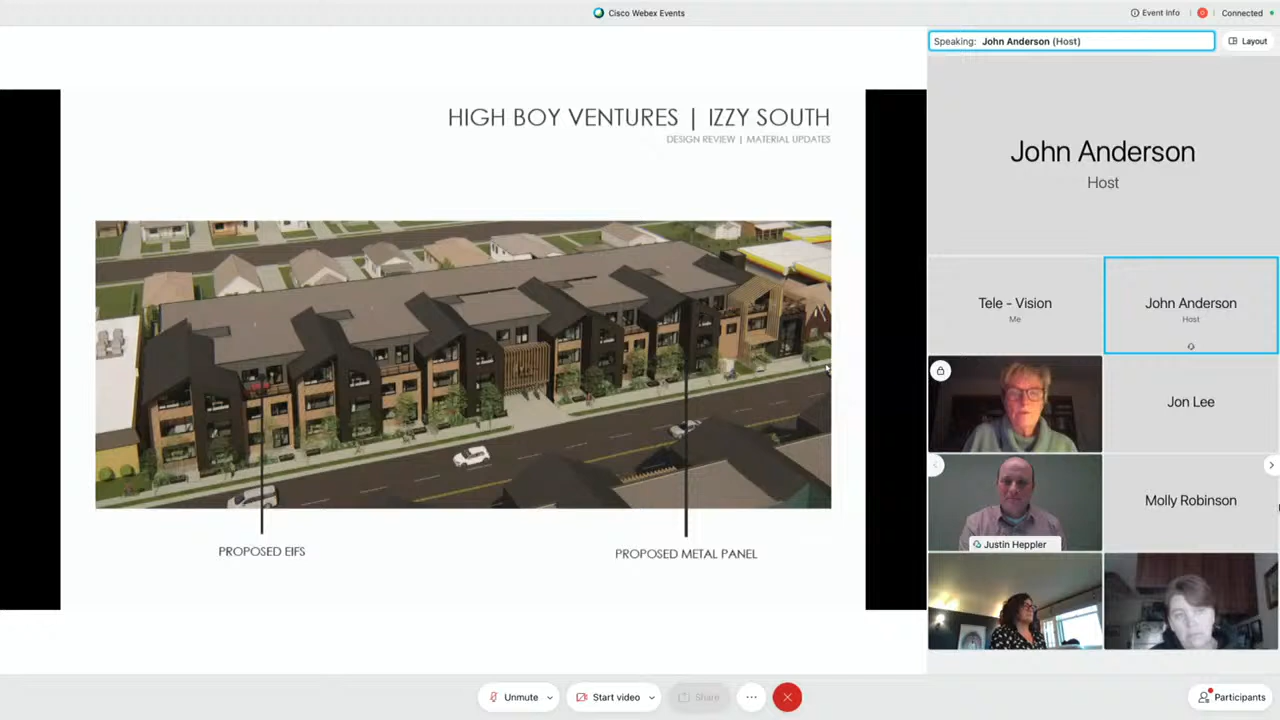 Cisco Webex Events
Event Info
Connected
Speaking: John Anderson (Host)
Layout
HIGH BOY VENTURES | IZZY SOUTH
DESIGN REVIEW | MATERIAL UPDATES
PROPOSED EIFS
PROPOSED METAL PANEL
John Anderson
Host
Tele - Vision
Me
John Anderson
Host
Jon Lee
Justin Heppler
Molly Robinson
Unmute
Start video
Share
Participants